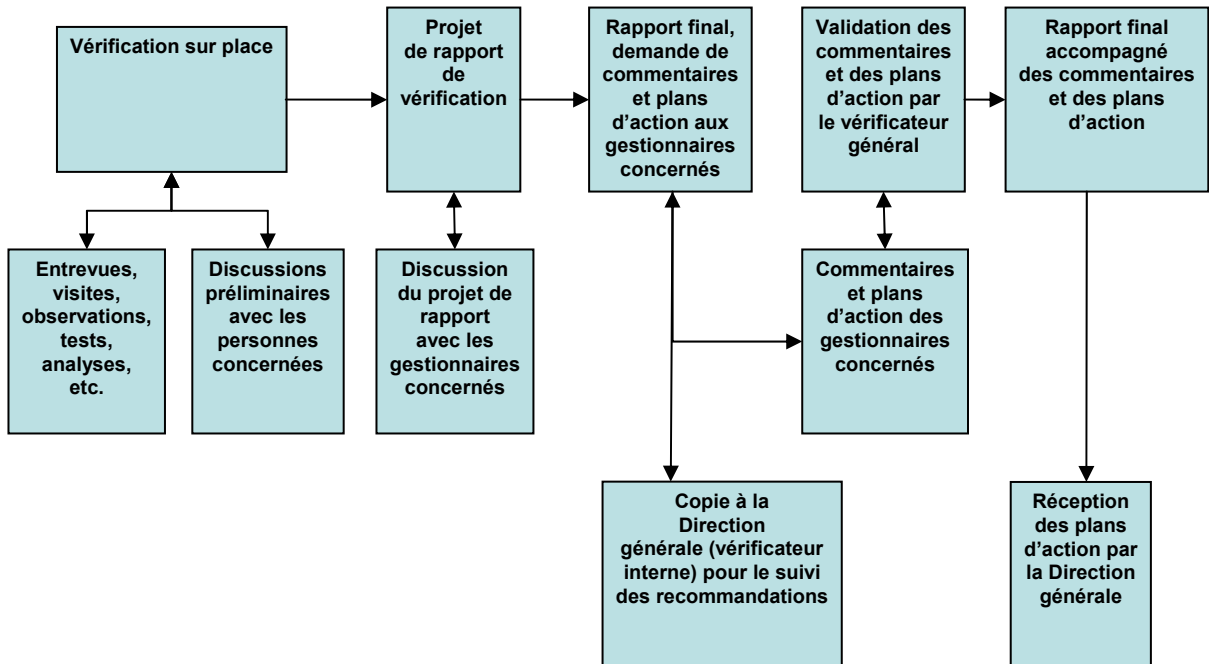 Vérification sur place
Projet
de rapport
de
vérification
Rapport final,
demande de
commentaires
et plans
d’action aux
gestionnaires
concernés
Validation des
commentaires
et des plans
d’action par
le vérificateur
général
Rapport final
accompagné
des commentaires
et des plans
d’action
Entrevues,
visites,
observations,
tests,
analyses,
etc.
Discussions
préliminaires
avec les
personnes
concernées
Discussion
du projet de
rapport
avec les
gestionnaires
concernés
Commentaires
et plans
d’action des
gestionnaires
concernés
Copie à la
Direction
générale (vérificateur
interne) pour le suivi
des recommandations
Réception
des plans
d’action par
la Direction
générale